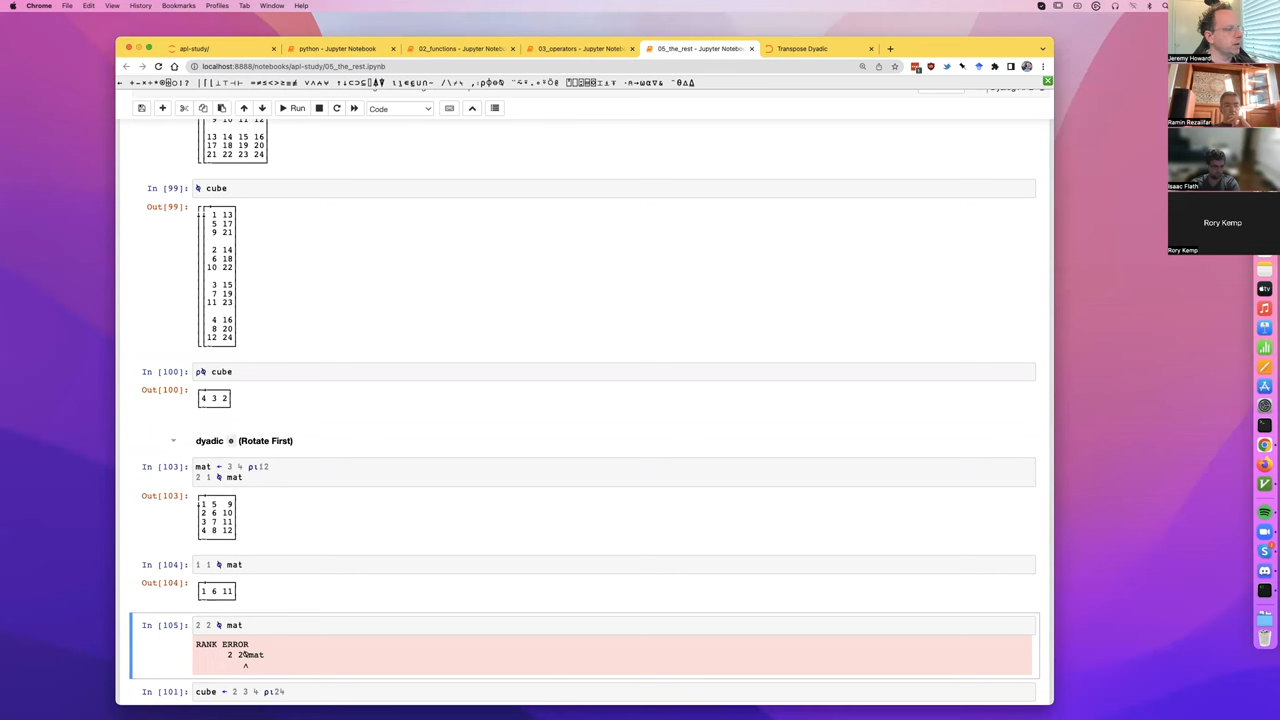 Chrome File Edit View History Bookmarks Profiles Tab Window Help
apl-study/
python - Jupyter Notebook
02_functions - Jupyter Notebo
03_operators - Jupyter Notebo
05_the_rest - Jupyter Notebook
Transpose Dyadic
localhost:8888/notebooks/apl-study/05_the_rest.ipynb
Run
Code
9 10 11 12
13 14 15 16
17 18 19 20
21 22 23 24
In [99]: ⍉ cube
Out[99]:
1 13
5 17
9 21
2 14
6 18
10 22
3 15
7 19
11 23
4 16
8 20
12 24
In [100]: ⍴⍉ cube
Out[100]:
4 3 2
dyadic ⊖ (Rotate First)
In [103]: mat ← 3 4 ⍴⍳12
2 1 ⍉ mat
Out[103]:
1 5 9
2 6 10
3 7 11
4 8 12
In [104]: 1 1 ⍉ mat
Out[104]:
1 6 11
In [105]: 2 2 ⍉ mat
RANK ERROR
2 2⍉mat
^
In [101]: cube ← 2 3 4 ⍴⍳24
Jeremy Howard
Ramin Rezaiifar
Isaac Flath
Rory Kemp
Rory Kemp